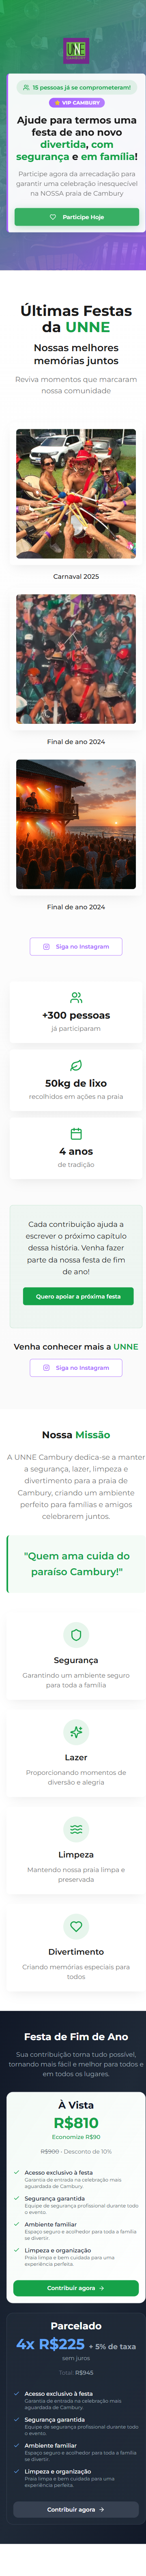 UNNE
CAMBURY
15 pessoas já se comprometeram!
⭐ VIP CAMBURY
Ajude para termos uma
festa de ano novo
divertida, com
segurança e em família!
Participe agora da arrecadação para
garantir uma celebração inesquecível
na NOSSA praia de Cambury
Participe Hoje
Últimas Festas
da UNNE
Nossas melhores
memórias juntos
Reviva momentos que marcaram
nossa comunidade
Carnaval 2025
Final de ano 2024
Final de ano 2024
Siga no Instagram
+300 pessoas
já participaram
50kg de lixo
recolhidos em ações na praia
4 anos
de tradição
Cada contribuição ajuda a
escrever o próximo capítulo
dessa história. Venha fazer
parte da nossa festa de fim
de ano!
Quero apoiar a próxima festa
Venha conhecer mais a UNNE
Siga no Instagram
Nossa Missão
A UNNE Cambury dedica-se a manter
a segurança, lazer, limpeza e
divertimento para a praia de
Cambury, criando um ambiente
perfeito para famílias e amigos
celebrarem juntos.
"Quem ama cuida do
paraíso Cambury!"
Segurança
Garantindo um ambiente seguro
para toda a família
Lazer
Proporcionando momentos de
diversão e alegria
Limpeza
Mantendo nossa praia limpa e
preservada
Divertimento
Criando memórias especiais para
todos
Festa de Fim de Ano
Sua contribuição torna tudo possível,
tornando mais fácil e melhor para todos e
em todos os lugares.
À Vista
R$810
Economize R$90
R$900 • Desconto de 10%
Acesso exclusivo à festa
Garantia de entrada na celebração mais
aguardada de Cambury.
Segurança garantida
Equipe de segurança profissional durante todo
o evento.
Ambiente familiar
Espaço seguro e acolhedor para toda a família
se divertir.
Limpeza e organização
Praia limpa e bem cuidada para uma
experiência perfeita.
Contribuir agora →
Parcelado
4x R$225 + 5% de taxa
sem juros
Total: R$945
Acesso exclusivo à festa
Garantia de entrada na celebração mais
aguardada de Cambury.
Segurança garantida
Equipe de segurança profissional durante todo
o evento.
Ambiente familiar
Espaço seguro e acolhedor para toda a família
se divertir.
Limpeza e organização
Praia limpa e bem cuidada para uma
experiência perfeita.
Contribuir agora →